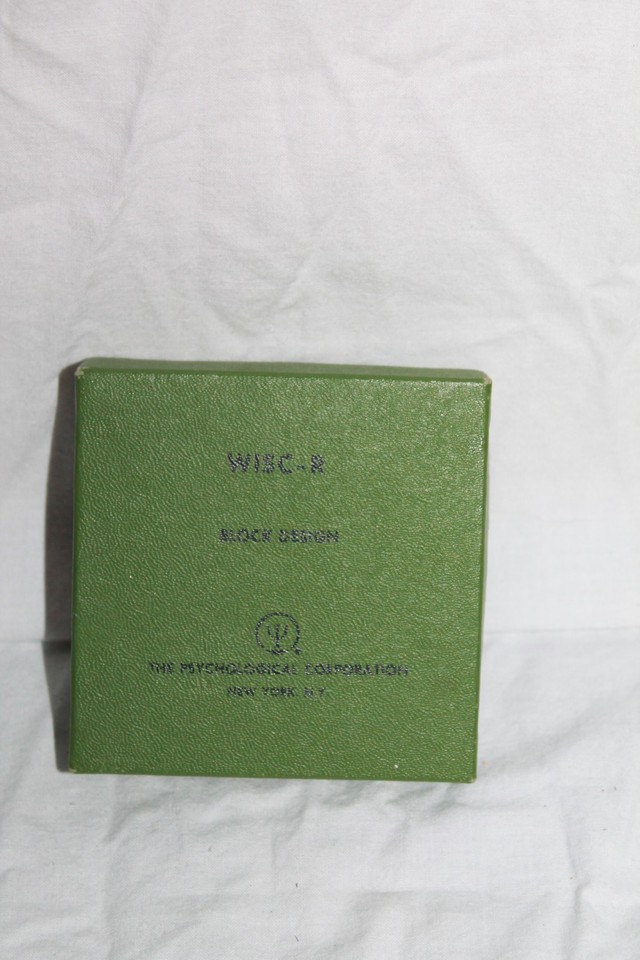 WISC-R
BLOCK DESIGN
Ψ
THE PSYCHOLOGICAL CORPORATION
NEW YORK, N.Y.